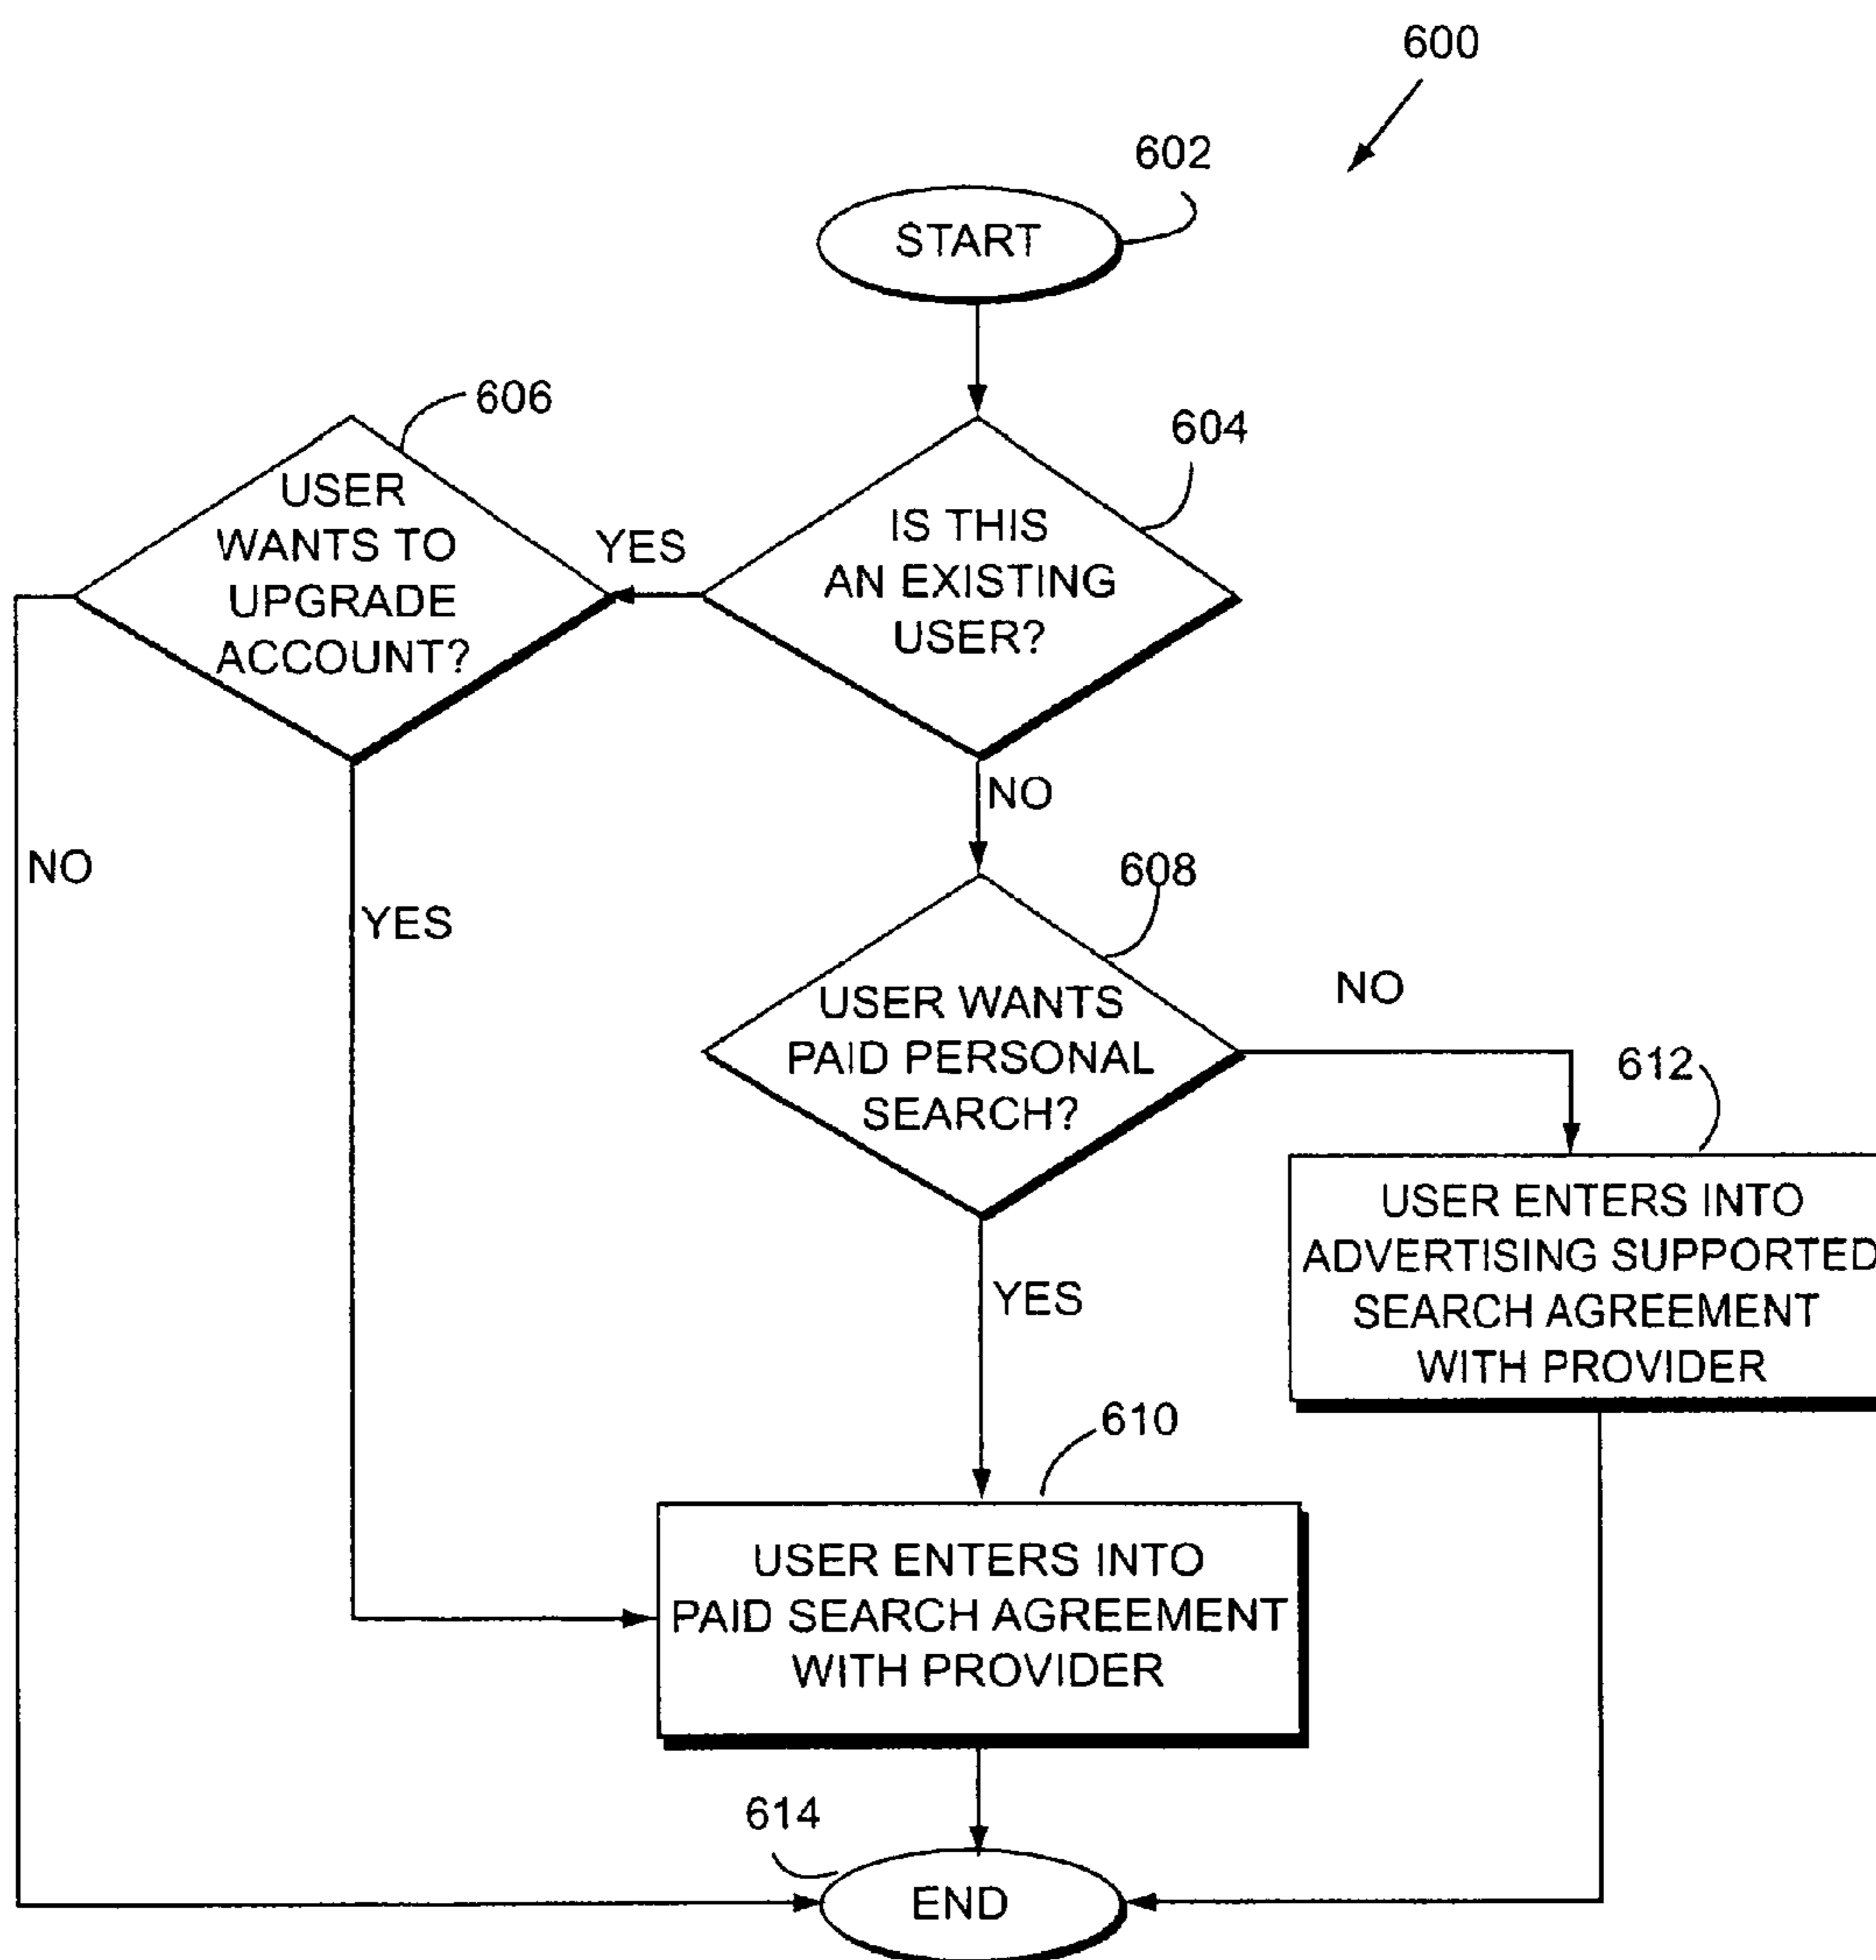 600
602
START
606
604
USER
WANTS TO
UPGRADE
ACCOUNT?
YES
IS THIS
AN EXISTING
USER?
NO
NO
YES
608
USER WANTS
PAID PERSONAL
SEARCH?
NO
612
USER ENTERS INTO
ADVERTISING SUPPORTED
SEARCH AGREEMENT
WITH PROVIDER
YES
610
USER ENTERS INTO
PAID SEARCH AGREEMENT
WITH PROVIDER
614
END